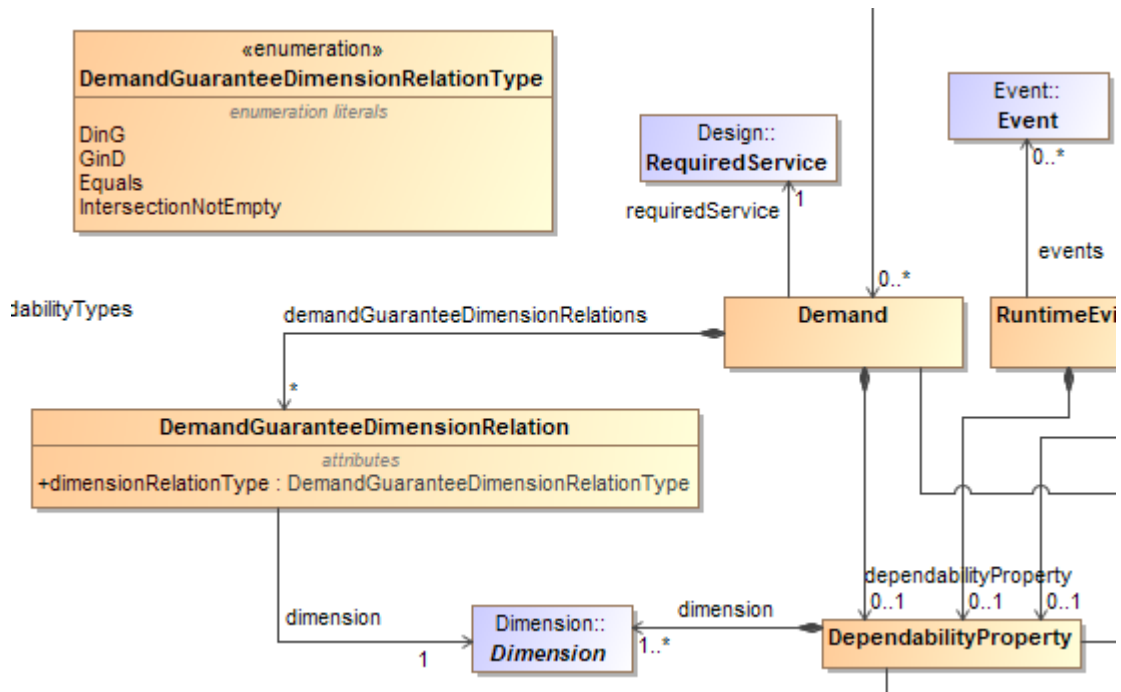 «enumeration»
DemandGuaranteeDimensionRelationType
enumeration literals
DinG
GinD
Equals
IntersectionNotEmpty
Design::
RequiredService
1
requiredService
Event::
Event
0..*
events
0..*
dabilityTypes
demandGuaranteeDimensionRelations
*
Demand
RuntimeEvi
DemandGuaranteeDimensionRelation
attributes
+dimensionRelationType : DemandGuaranteeDimensionRelationType
dependabilityProperty
0..1
0..1
0..1
dimension
1
Dimension::
Dimension
dimension
1..*
DependabilityProperty